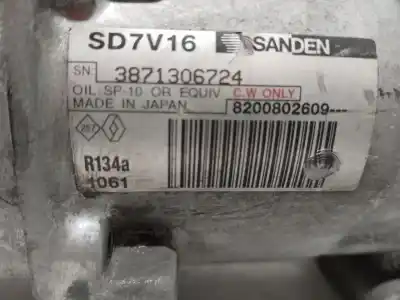 SD7V16 SANDEN
SN 3871306724
OIL SP-10 OR EQUIV C.W ONLY
MADE IN JAPAN 8200802609---
R134a
1061